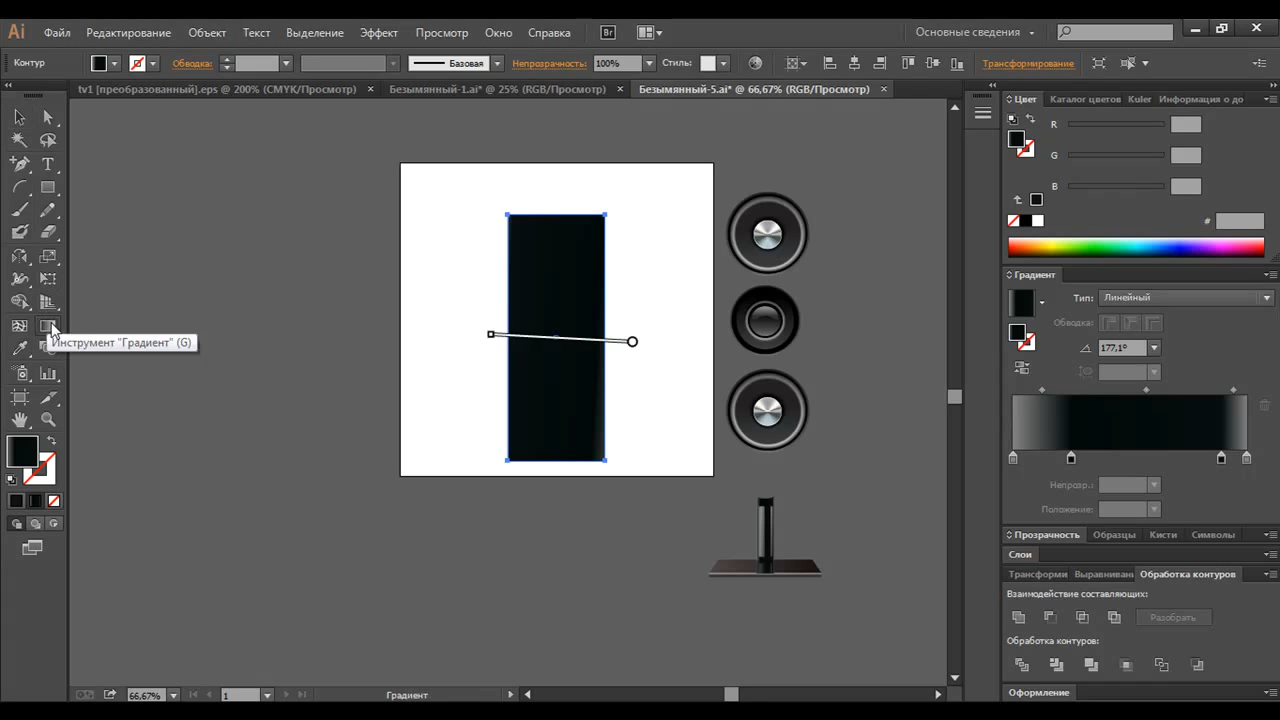 Ai Файл Редактирование Объект Текст Выделение Эффект Просмотр Окно Справка Br Основные сведения
Контур Обводка: Базовая Непрозрачность: 100% Стиль: Трансформирование
tv1 [преобразованный].eps @ 200% (CMYK/Просмотр) × Безымянный-1.ai* @ 25% (RGB/Просмотр) × Безымянный-5.ai* @ 66,67% (RGB/Просмотр) ×
Цвет Каталог цветов Kuler Информация о до
R
G
B
#
Градиент
Тип: Линейный
Обводка:
177,1°
Инструмент "Градиент" (G)
Непрозр.:
Положение:
Прозрачность Образцы Кисти Символы
Слои
Трансформи Выравниван Обработка контуров
Взаимодействие составляющих:
Разобрать
Обработка контуров:
Оформление
66,67% 1 Градиент